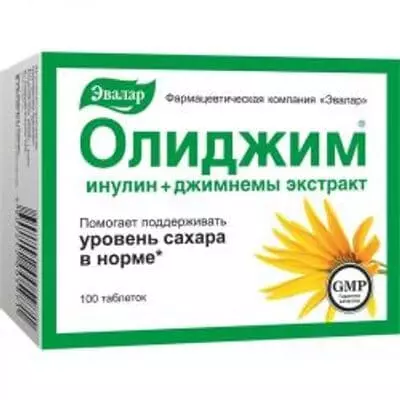 Эвалар
Фармацевтическая компания «Эвалар»
Олиджим®
инулин+джимнемы экстракт
Помогает поддерживать
уровень сахара
в норме*
100 таблеток
GMP